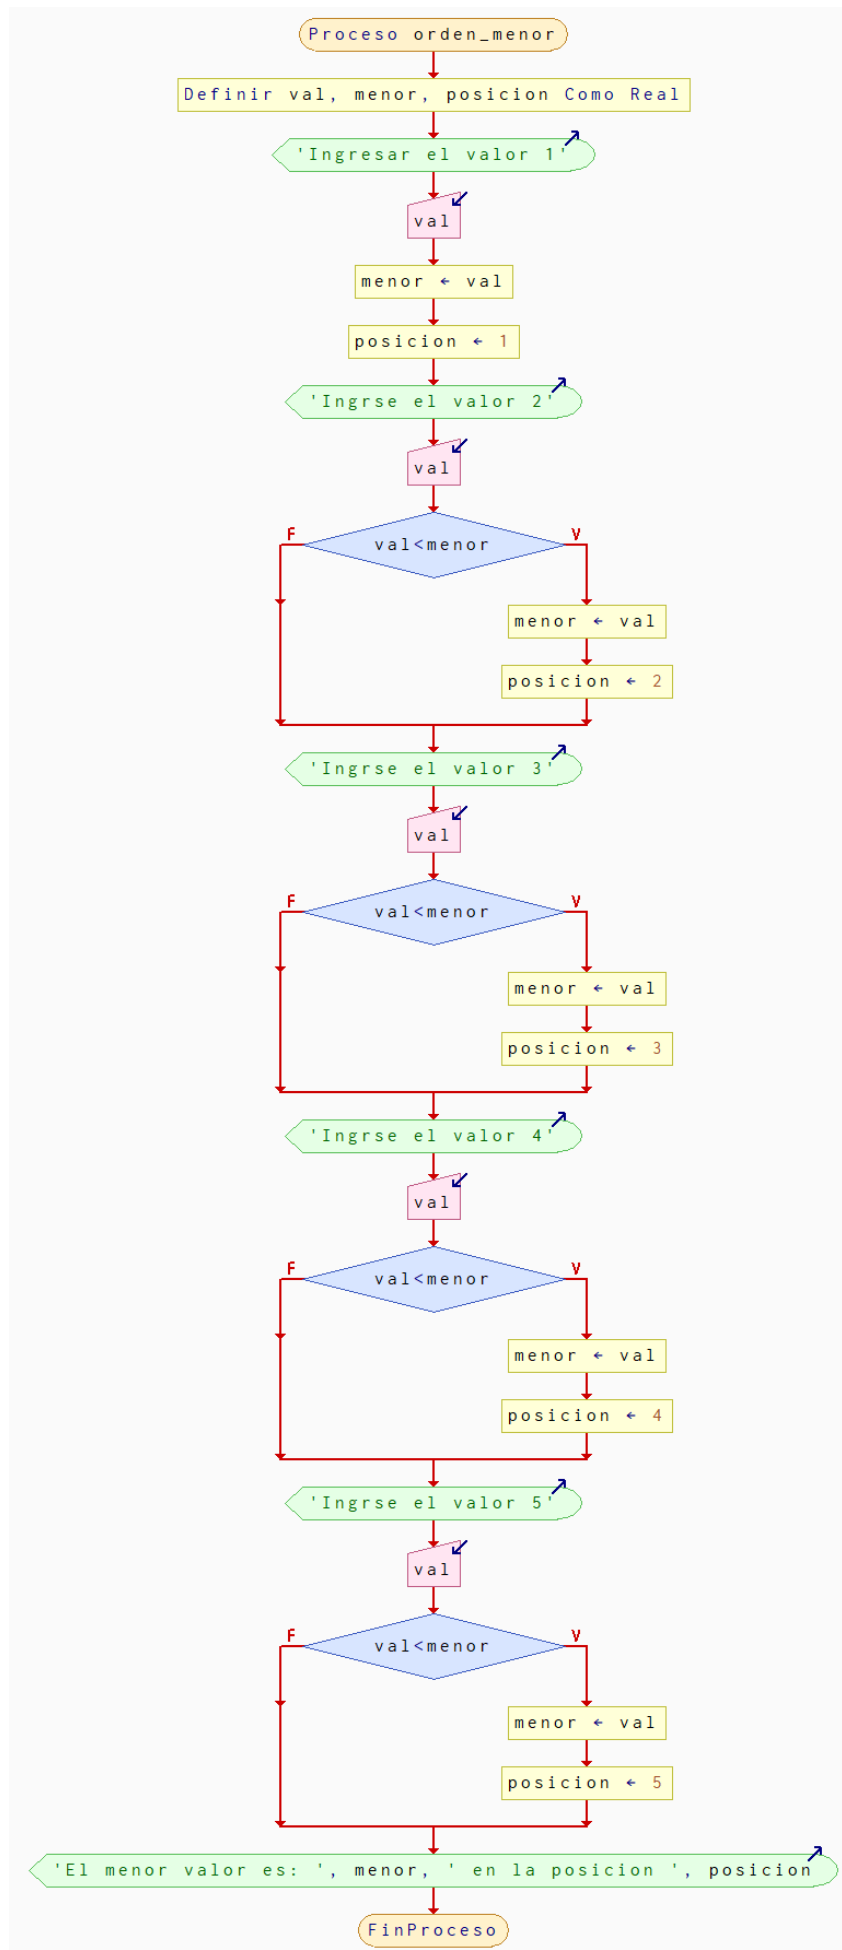 Proceso orden_menor
Definir val, menor, posicion Como Real
'Ingresar el valor 1'
val
menor ← val
posicion ← 1
'Ingrse el valor 2'
val
F
val<menor
V
menor ← val
posicion ← 2
'Ingrse el valor 3'
val
F
val<menor
V
menor ← val
posicion ← 3
'Ingrse el valor 4'
val
F
val<menor
V
menor ← val
posicion ← 4
'Ingrse el valor 5'
val
F
val<menor
V
menor ← val
posicion ← 5
'El menor valor es: ', menor, ' en la posicion ', posicion
FinProceso